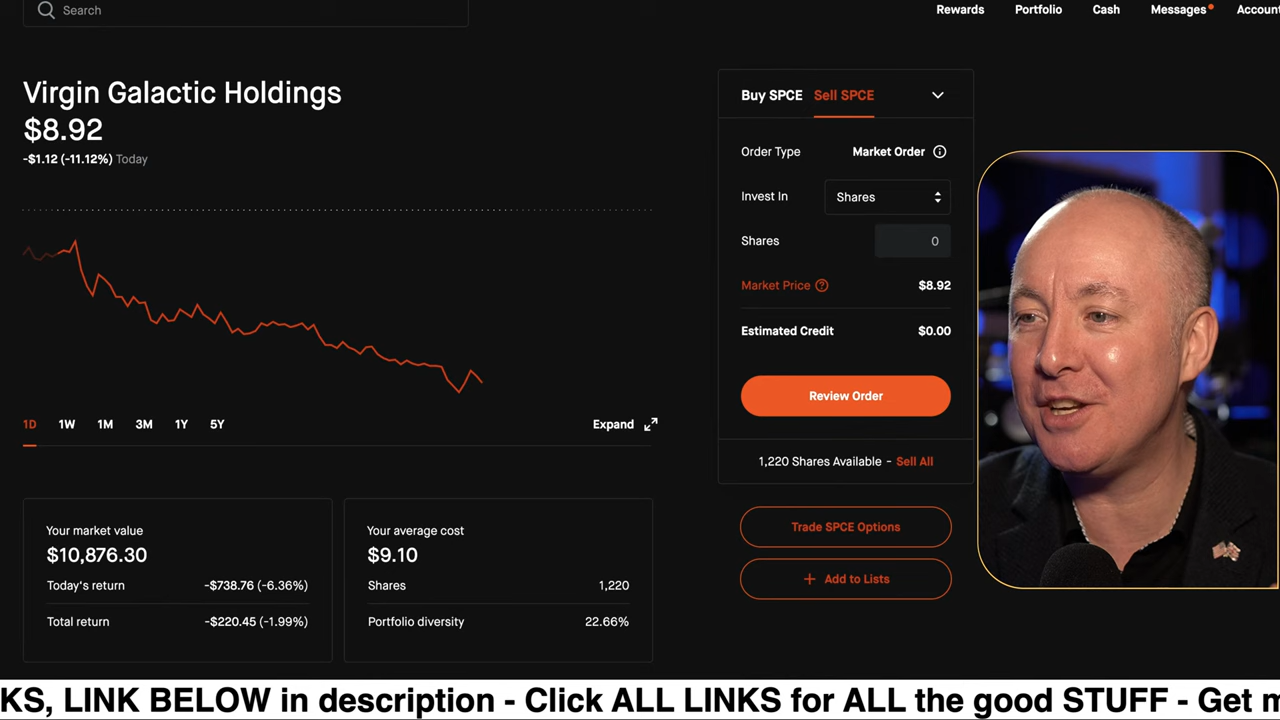 Search
Rewards
Portfolio
Cash
Messages
Account
Virgin Galactic Holdings
$8.92
-$1.12 (-11.12%) Today
1D
1W
1M
3M
1Y
5Y
Expand
Your market value
$10,876.30
Today's return -$738.76 (-6.36%)
Total return -$220.45 (-1.99%)
Your average cost
$9.10
Shares 1,220
Portfolio diversity 22.66%
Buy SPCE Sell SPCE
Order Type Market Order
Invest In Shares
Shares 0
Market Price $8.92
Estimated Credit $0.00
Review Order
1,220 Shares Available - Sell All
Trade SPCE Options
+ Add to Lists
KS, LINK BELOW in description - Click ALL LINKS for ALL the good STUFF - Get m